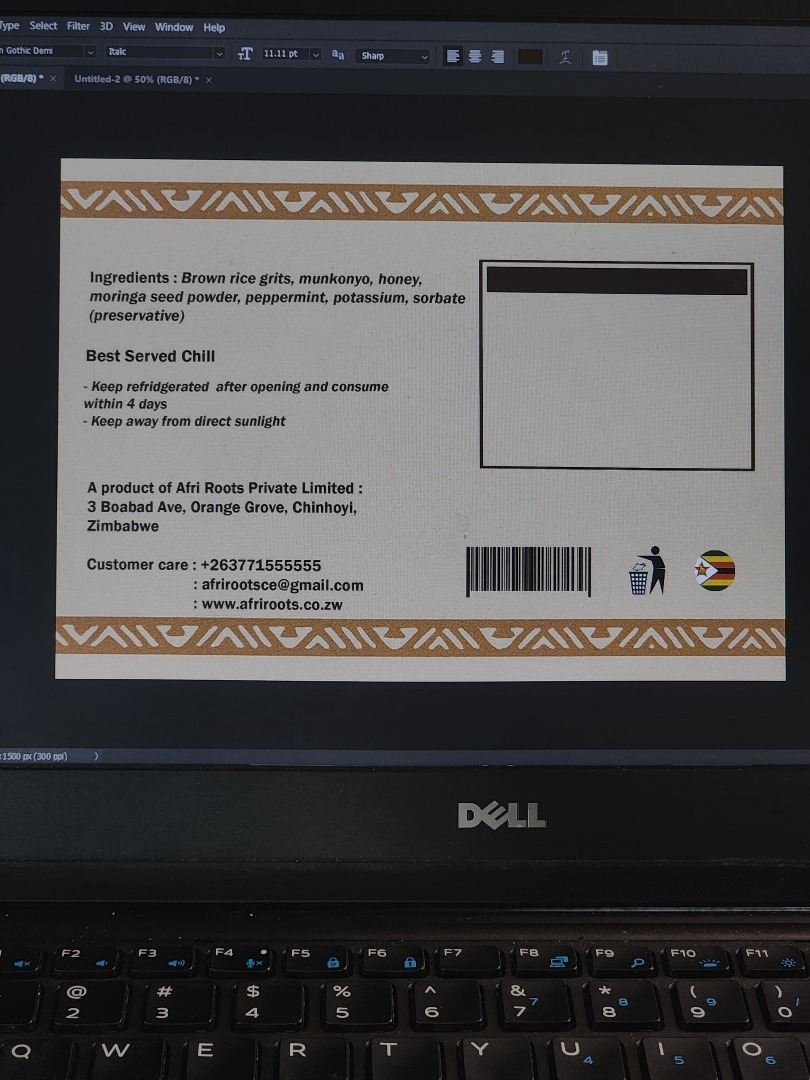 Type Select Filter 3D View Window Help
Gothic Demi Italic 11.11 pt Sharp
(RGB/8) * × Untitled-2 @ 50% (RGB/8) * ×
Ingredients : Brown rice grits, munkonyo, honey,
moringa seed powder, peppermint, potassium, sorbate
(preservative)
Best Served Chill
- Keep refridgerated after opening and consume
within 4 days
- Keep away from direct sunlight
A product of Afri Roots Private Limited :
3 Boabad Ave, Orange Grove, Chinhoyi,
Zimbabwe
Customer care : +263771555555
: afrirootsce@gmail.com
: www.afriroots.co.zw
1500 px (300 ppi)
DELL
F2 F3 F4 F5 F6 F7 F8 F9 F10 F11
@ # $ % ^ & * ( )
2 3 4 5 6 7 7 8 8 9 9 0 /
Q W E R T Y U 4 I 5 O 6